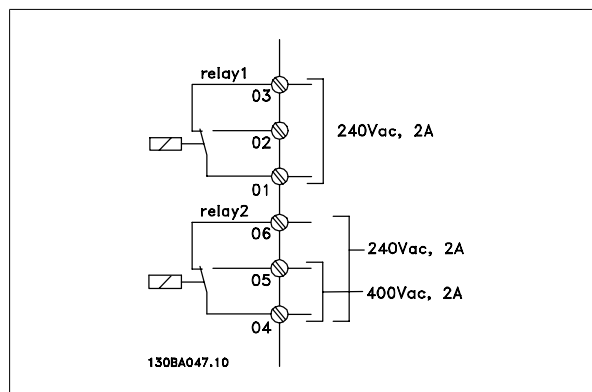 relay1
03
02
240Vac, 2A
01
relay2
06
240Vac, 2A
05
400Vac, 2A
04
130BA047.10